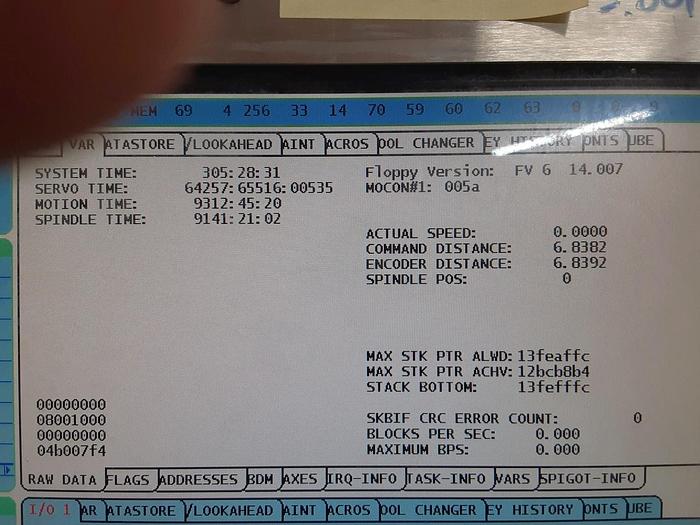 MEM 69 4 256 33 14 70 59 60 62 63
VAR ATASTORE /LOOKAHEAD AINT ACROS OOL CHANGER EY HISTORY ONTS UBE
SYSTEM TIME: 305:28:31
SERVO TIME: 64257:65516:00535
MOTION TIME: 9312:45:20
SPINDLE TIME: 9141:21:02
Floppy Version: FV 6 14.007
MOCON#1: 005a
ACTUAL SPEED: 0.0000
COMMAND DISTANCE: 6.8382
ENCODER DISTANCE: 6.8392
SPINDLE POS: 0
MAX STK PTR ALWD: 13feaffc
MAX STK PTR ACHV: 12bcb8b4
STACK BOTTOM: 13fefffc
00000000
08001000
00000000
04b007f4
SKBIF CRC ERROR COUNT: 0
BLOCKS PER SEC: 0.000
MAXIMUM BPS: 0.000
RAW DATA FLAGS ADDRESSES BDM AXES IRQ-INFO TASK-INFO VARS SPIGOT-INFO
I/O 1 AR ATASTORE /LOOKAHEAD AINT ACROS OOL CHANGER EY HISTORY ONTS UBE